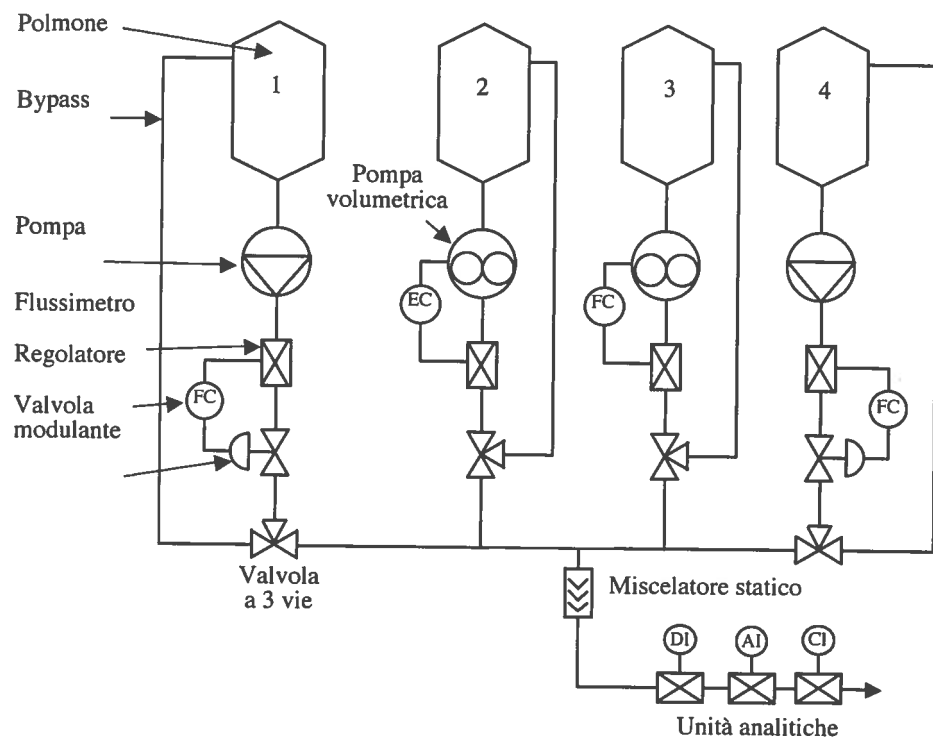 Polmone
1
2
3
4
Bypass
Pompa
volumetrica
Pompa
EC
FC
Flussimetro
Regolatore
FC
FC
Valvola
modulante
Valvola
a 3 vie
Miscelatore statico
DI
AI
CI
Unità analitiche